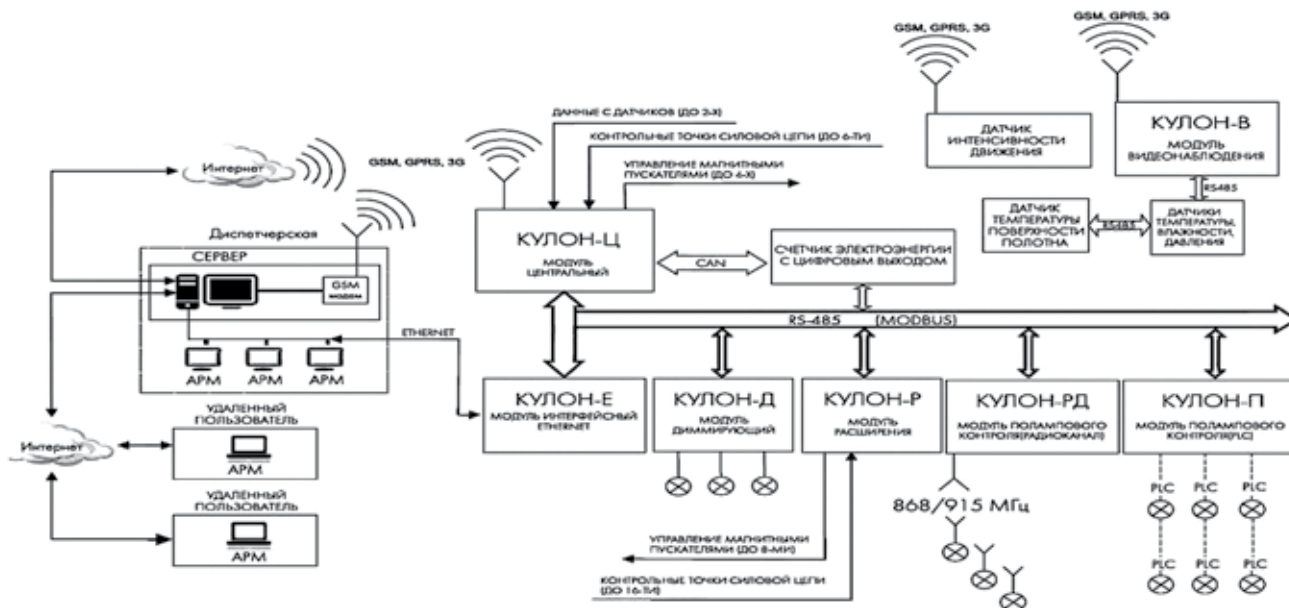 GSM, GPRS, 3G
GSM, GPRS, 3G
ДАННЫЕ С ДАТЧИКОВ (ДО 2-Х)
КОНТРОЛЬНЫЕ ТОЧКИ СИЛОВОЙ ЦЕПИ (ДО 6-ТИ)
УПРАВЛЕНИЕ МАГНИТНЫМИ
ПУСКАТЕЛЯМИ (ДО 4-Х)
GSM, GPRS, 3G
ДАТЧИК
ИНТЕНСИВНОСТИ
ДВИЖЕНИЯ
КУЛОН-В
МОДУЛЬ
ВИДЕОНАБЛЮДЕНИЯ
RS485
ДАТЧИК
ТЕМПЕРАТУРЫ
ПОВЕРХНОСТИ
ПОЛОТНА
RS485
ДАТЧИКИ
ТЕМПЕРАТУРЫ,
ВЛАЖНОСТИ,
ДАВЛЕНИЯ
Интернет
Диспетчерская
СЕРВЕР
GSM
МОДЕМ
АРМ
АРМ
АРМ
ETHERNET
КУЛОН-Ц
МОДУЛЬ
ЦЕНТРАЛЬНЫЙ
CAN
СЧЕТЧИК ЭЛЕКТРОЭНЕРГИИ
С ЦИФРОВЫМ ВЫХОДОМ
RS-485 (MODBUS)
КУЛОН-Е
МОДУЛЬ ИНТЕРФЕЙСНЫЙ
ETHERNET
КУЛОН-Д
МОДУЛЬ
ДИММИРУЮЩИЙ
КУЛОН-Р
МОДУЛЬ
РАСШИРЕНИЯ
КУЛОН-РД
МОДУЛЬ ПОЛАМПОВОГО
КОНТРОЛЯ(РАДИОКАНАЛ)
КУЛОН-П
МОДУЛЬ ПОЛАМПОВОГО
КОНТРОЛЯ(PLC)
УДАЛЕННЫЙ
ПОЛЬЗОВАТЕЛЬ
АРМ
Интернет
УДАЛЕННЫЙ
ПОЛЬЗОВАТЕЛЬ
АРМ
868/915 МГц
PLC
PLC
PLC
PLC
PLC
PLC
УПРАВЛЕНИЕ МАГНИТНЫМИ
ПУСКАТЕЛЯМИ (ДО 8-МИ)
КОНТРОЛЬНЫЕ ТОЧКИ СИЛОВОЙ ЦЕПИ
(ДО 16-ТИ)